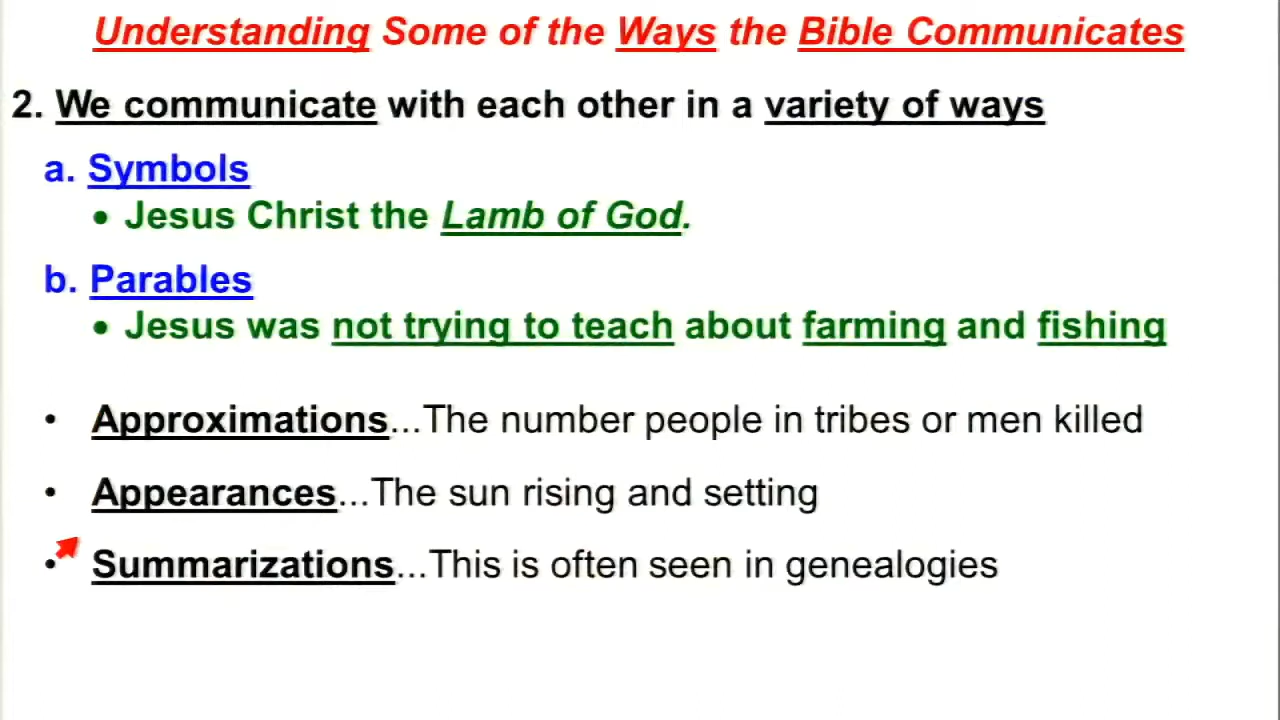 Understanding Some of the Ways the Bible Communicates
2. We communicate with each other in a variety of ways
a. Symbols
• Jesus Christ the Lamb of God.
b. Parables
• Jesus was not trying to teach about farming and fishing
• Approximations...The number people in tribes or men killed
• Appearances...The sun rising and setting
• Summarizations...This is often seen in genealogies